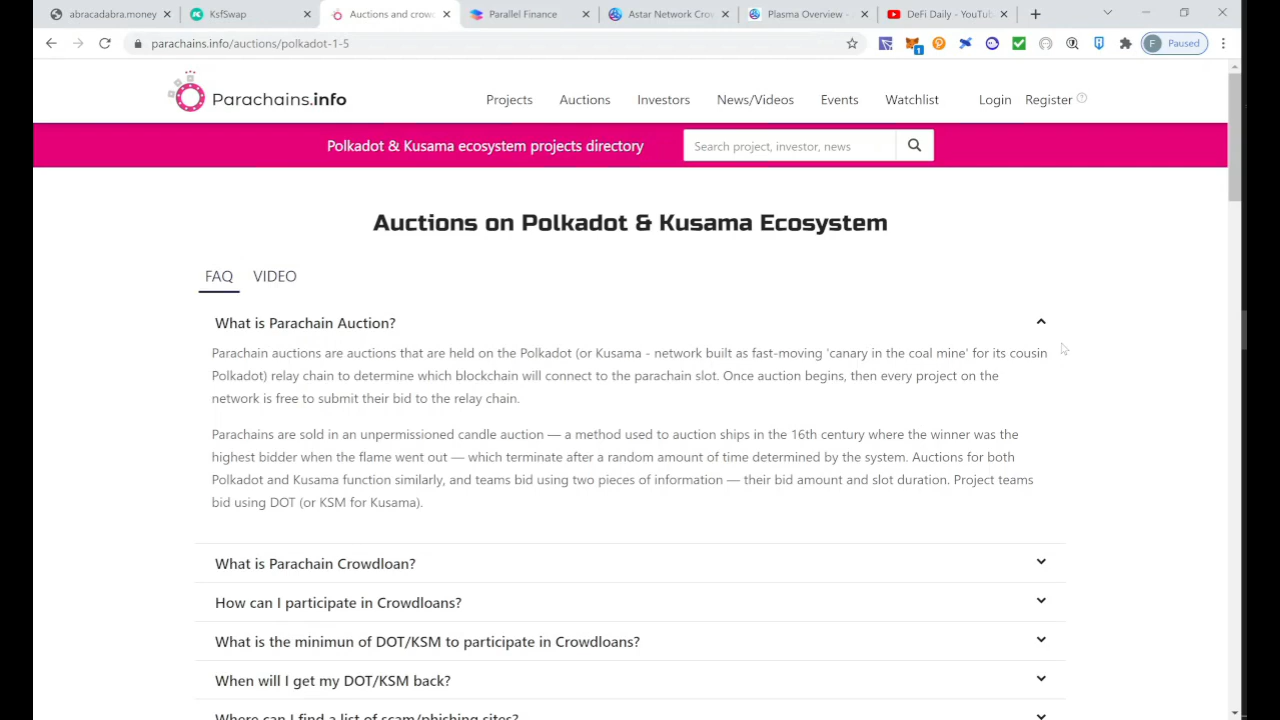 abracadabra.money
KsfSwap
Auctions and crowd
Parallel Finance
Astar Network Crow
Plasma Overview -
DeFi Daily - YouTub
parachains.info/auctions/polkadot-1-5
1
F Paused
Parachains.info
Projects
Auctions
Investors
News/Videos
Events
Watchlist
Login
Register
Polkadot & Kusama ecosystem projects directory
Search project, investor, news
Auctions on Polkadot & Kusama Ecosystem
FAQ VIDEO
What is Parachain Auction?
Parachain auctions are auctions that are held on the Polkadot (or Kusama - network built as fast-moving 'canary in the coal mine' for its cousin
Polkadot) relay chain to determine which blockchain will connect to the parachain slot. Once auction begins, then every project on the
network is free to submit their bid to the relay chain.
Parachains are sold in an unpermissioned candle auction — a method used to auction ships in the 16th century where the winner was the
highest bidder when the flame went out — which terminate after a random amount of time determined by the system. Auctions for both
Polkadot and Kusama function similarly, and teams bid using two pieces of information — their bid amount and slot duration. Project teams
bid using DOT (or KSM for Kusama).
What is Parachain Crowdloan?
How can I participate in Crowdloans?
What is the minimun of DOT/KSM to participate in Crowdloans?
When will I get my DOT/KSM back?
Where can I find a list of scam/phishing sites?